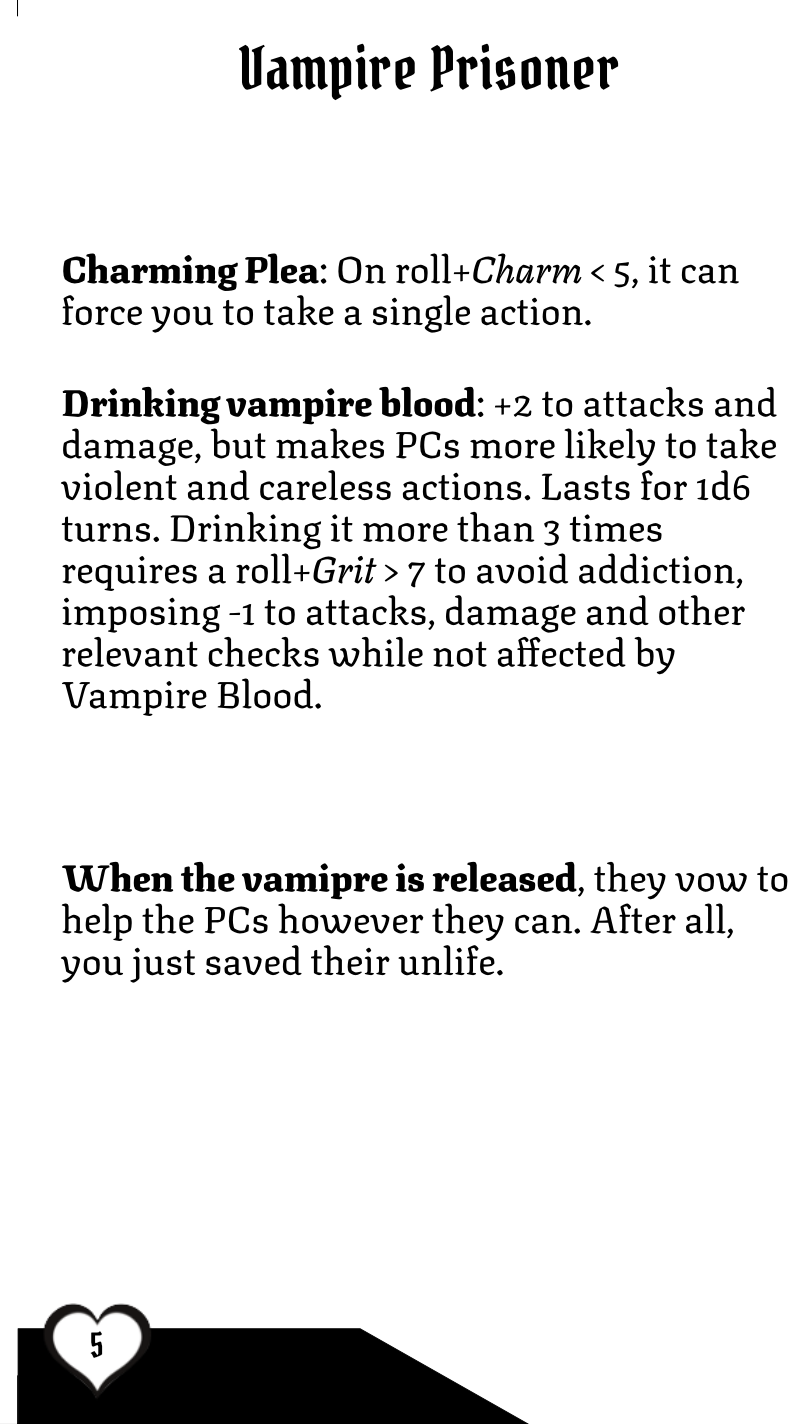 Vampire Prisoner
Charming Plea: On roll+Charm < 5, it can
force you to take a single action.
Drinking vampire blood: +2 to attacks and
damage, but makes PCs more likely to take
violent and careless actions. Lasts for 1d6
turns. Drinking it more than 3 times
requires a roll+Grit > 7 to avoid addiction,
imposing -1 to attacks, damage and other
relevant checks while not affected by
Vampire Blood.
When the vamipre is released, they vow to
help the PCs however they can. After all,
you just saved their unlife.
5